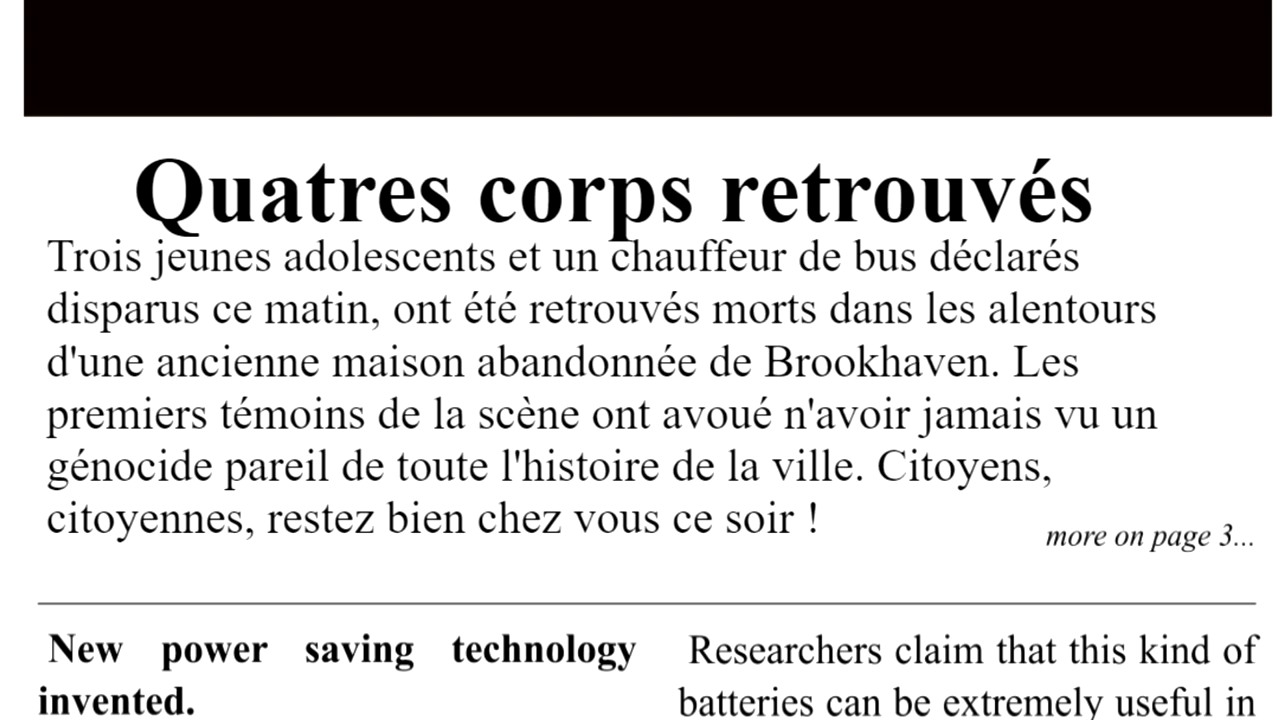 Quatres corps retrouvés
Trois jeunes adolescents et un chauffeur de bus déclarés
disparus ce matin, ont été retrouvés morts dans les alentours
d'une ancienne maison abandonnée de Brookhaven. Les
premiers témoins de la scène ont avoué n'avoir jamais vu un
génocide pareil de toute l'histoire de la ville. Citoyens,
citoyennes, restez bien chez vous ce soir !
more on page 3...
New power saving technology
invented.
Researchers claim that this kind of
batteries can be extremely useful in